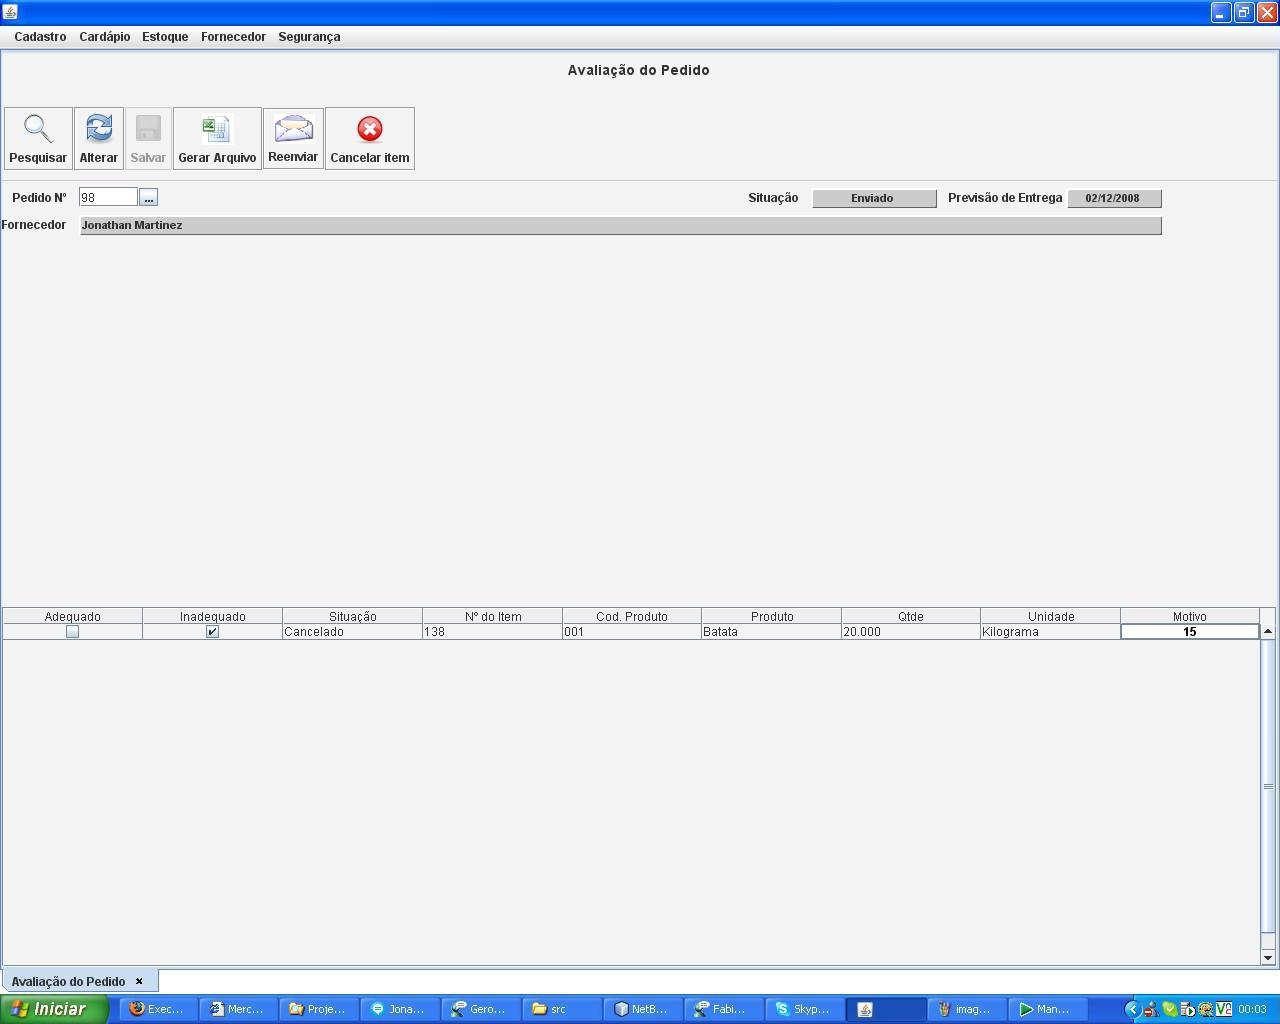 Cadastro Cardápio Estoque Fornecedor Segurança
Avaliação do Pedido
Pesquisar Alterar Salvar Gerar Arquivo Reenviar Cancelar item
Pedido Nº 98 ... Situação Enviado Previsão de Entrega 02/12/2008
Fornecedor Jonathan Martinez
Adequado Inadequado Situação Nº do Item Cod. Produto Produto Qtde Unidade Motivo
Cancelado 138 001 Batata 20.000 Kilograma 15
Avaliação do Pedido ×
Iniciar Exec... Merc... Proje... Jona... Gero... src NetB... Fabi... Skyp... imag... Man... 00:03